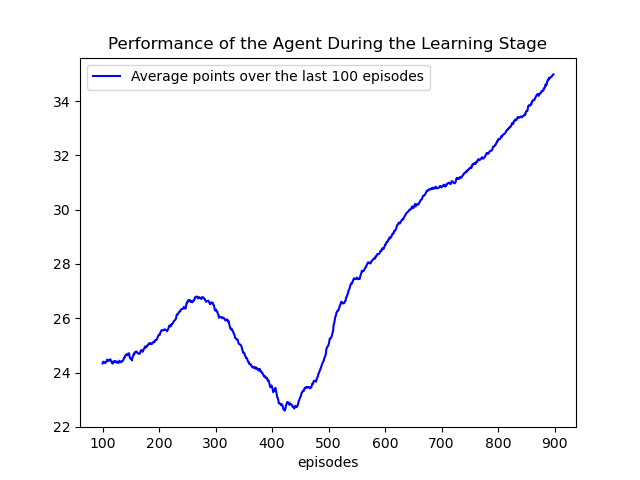 Performance of the Agent During the Learning Stage
Average points over the last 100 episodes
34
32
30
28
26
24
22
100 200 300 400 500 600 700 800 900
episodes